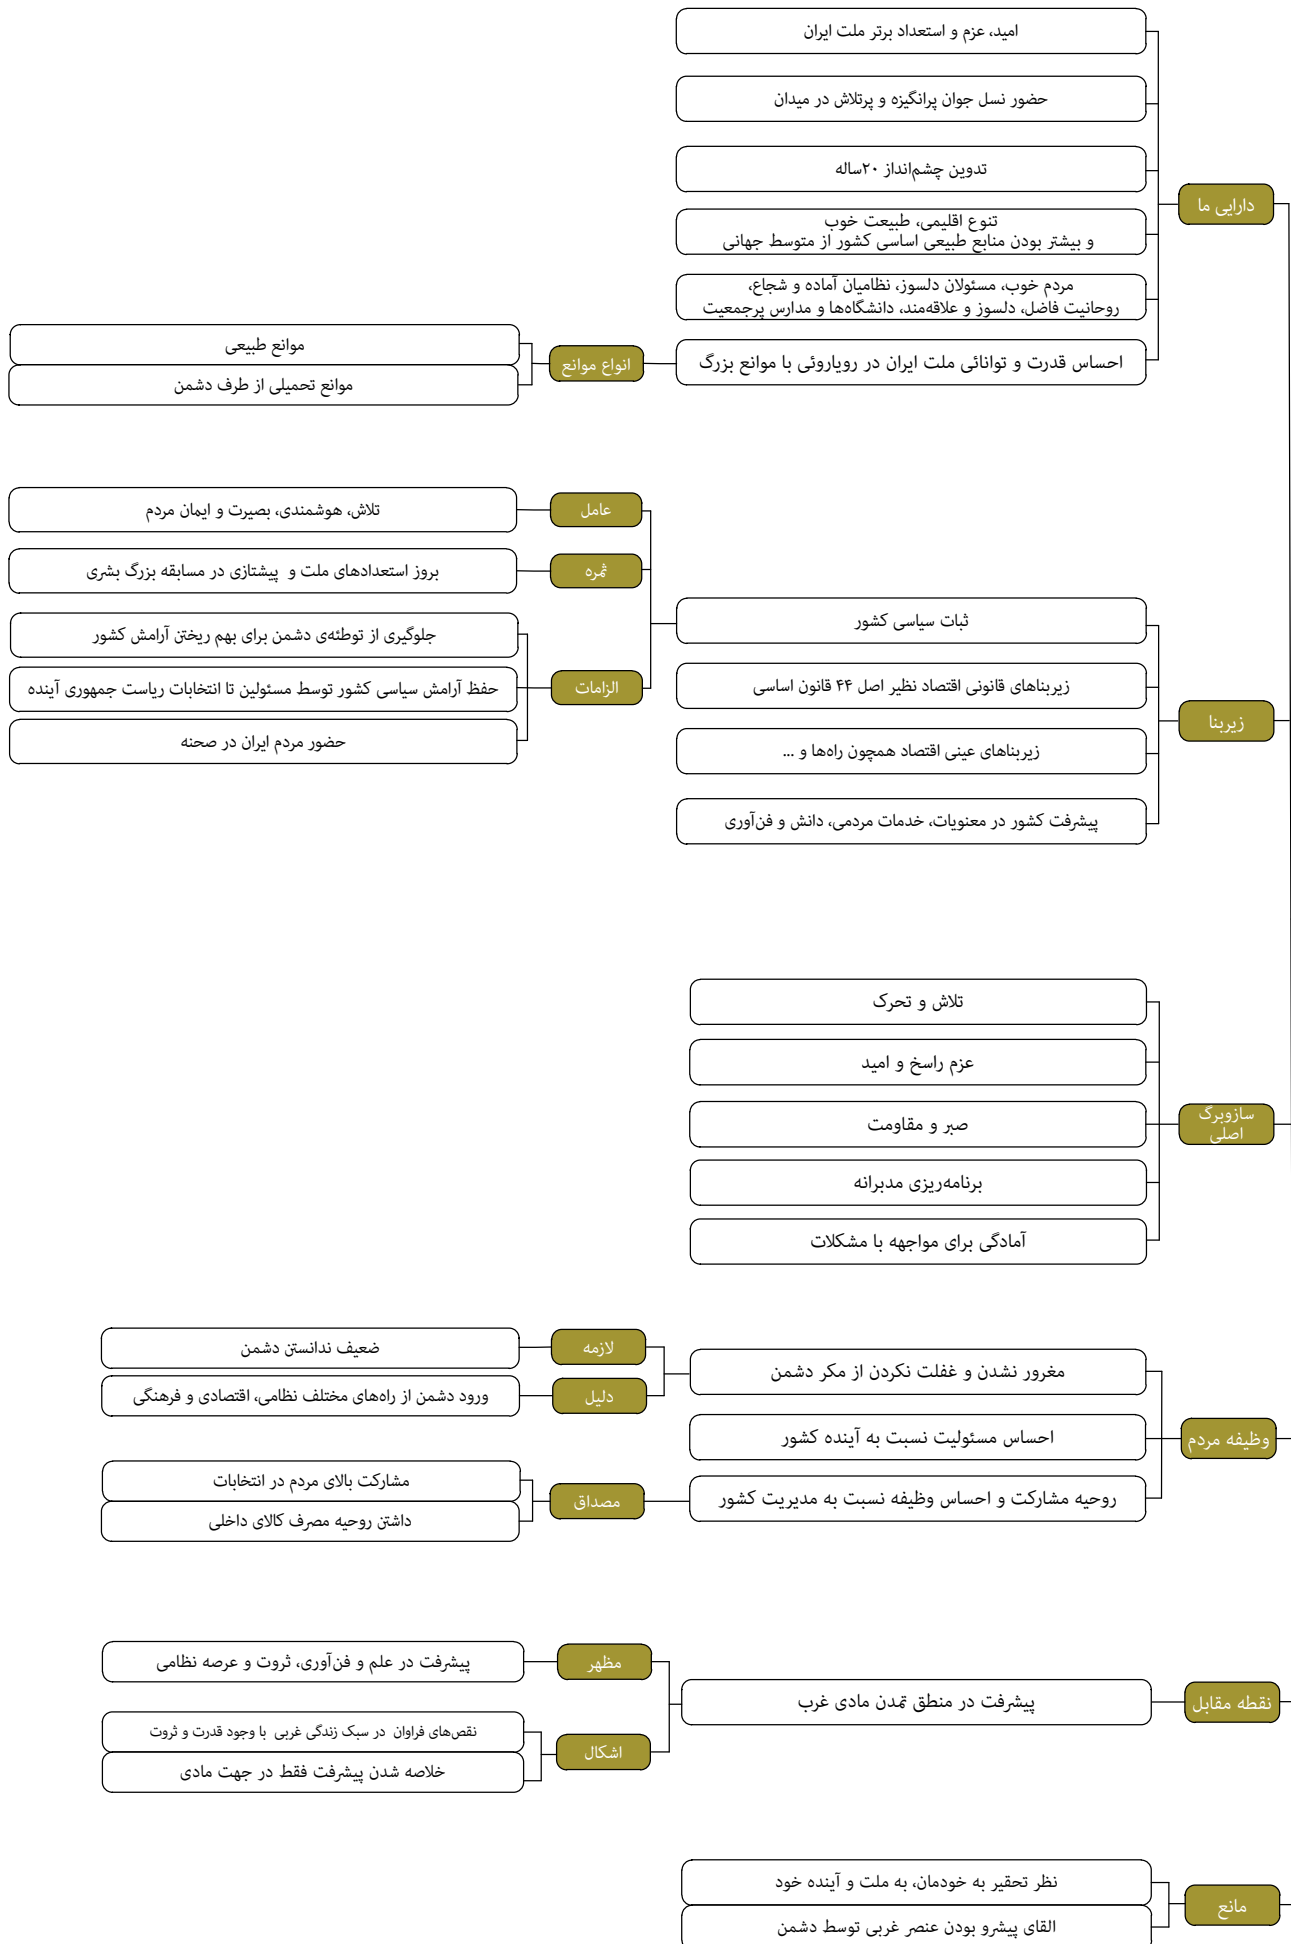 دارایی ما
امید، عزم و استعداد برتر ملت ایران
حضور نسل جوان پرانگیزه و پرتلاش در میدان
تدوین چشم‌انداز ۲۰ساله
تنوع اقلیمی، طبیعت خوب
و بیشتر بودن منابع طبیعی اساسی کشور از متوسط جهانی
مردم خوب، مسئولان دلسوز، نظامیان آماده و شجاع،
روحانیت فاضل، دلسوز و علاقه‌مند، دانشگاه‌ها و مدارس پرجمعیت
احساس قدرت و توانائی ملت ایران در رویاروئی با موانع بزرگ
انواع موانع
موانع طبیعی
موانع تحمیلی از طرف دشمن
زیربنا
ثبات سیاسی کشور
عامل
تلاش، هوشمندی، بصیرت و ایمان مردم
ثمره
بروز استعدادهای ملت و پیشتازی در مسابقه بزرگ بشری
الزامات
جلوگیری از توطئه‌ی دشمن برای بهم ریختن آرامش کشور
حفظ آرامش سیاسی کشور توسط مسئولین تا انتخابات ریاست جمهوری آینده
حضور مردم ایران در صحنه
زیربناهای قانونی اقتصاد نظیر اصل ۴۴ قانون اساسی
زیربناهای عینی اقتصاد همچون راه‌ها و ...
پیشرفت کشور در معنویات، خدمات مردمی، دانش و فن‌آوری
سازوبرگ
اصلی
تلاش و تحرک
عزم راسخ و امید
صبر و مقاومت
برنامه‌ریزی مدبرانه
آمادگی برای مواجهه با مشکلات
وظیفه مردم
مغرور نشدن و غفلت نکردن از مکر دشمن
لازمه
ضعیف ندانستن دشمن
دلیل
ورود دشمن از راه‌های مختلف نظامی، اقتصادی و فرهنگی
احساس مسئولیت نسبت به آینده کشور
روحیه مشارکت و احساس وظیفه نسبت به مدیریت کشور
مصداق
مشارکت بالای مردم در انتخابات
داشتن روحیه مصرف کالای داخلی
نقطه مقابل
پیشرفت در منطق تمدن مادی غرب
مظهر
پیشرفت در علم و فن‌آوری، ثروت و عرصه نظامی
اشکال
نقص‌های فراوان در سبک زندگی غربی با وجود قدرت و ثروت
خلاصه شدن پیشرفت فقط در جهت مادی
مانع
نظر تحقیر به خودمان، به ملت و آینده خود
القای پیشرو بودن عنصر غربی توسط دشمن